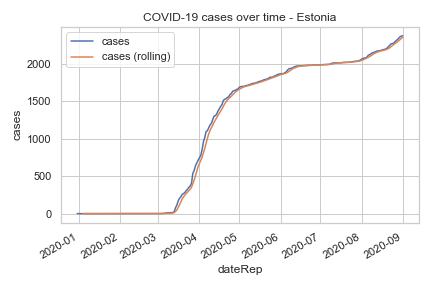 COVID-19 cases over time - Estonia
cases
cases (rolling)
cases
2000
1500
1000
500
0
2020-01
2020-02
2020-03
2020-04
2020-05
2020-06
2020-07
2020-08
2020-09
dateRep